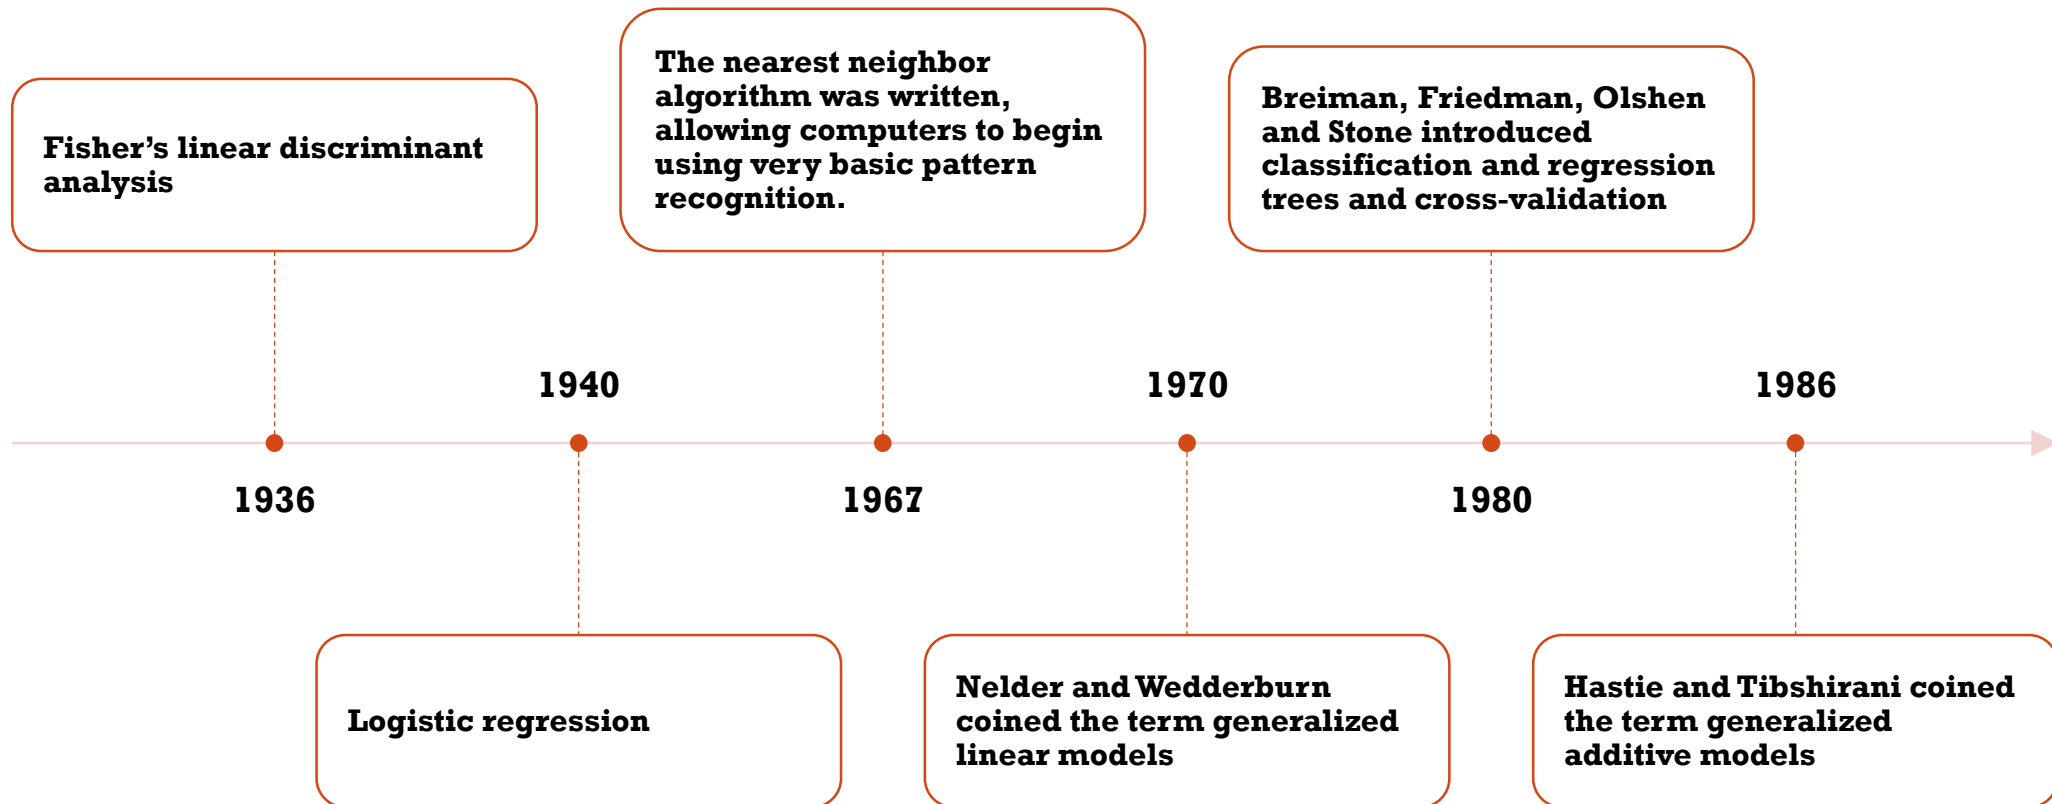 Fisher’s linear discriminant
analysis
The nearest neighbor
algorithm was written,
allowing computers to begin
using very basic pattern
recognition.
Breiman, Friedman, Olshen
and Stone introduced
classification and regression
trees and cross-validation
1940
1970
1986
1936
1967
1980
Logistic regression
Nelder and Wedderburn
coined the term generalized
linear models
Hastie and Tibshirani coined
the term generalized
additive models